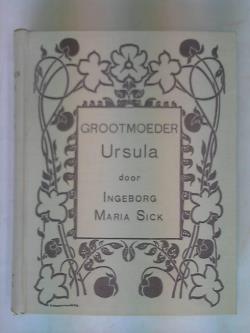 GROOTMOEDER
Ursula
door
INGEBORG
MARIA SICK